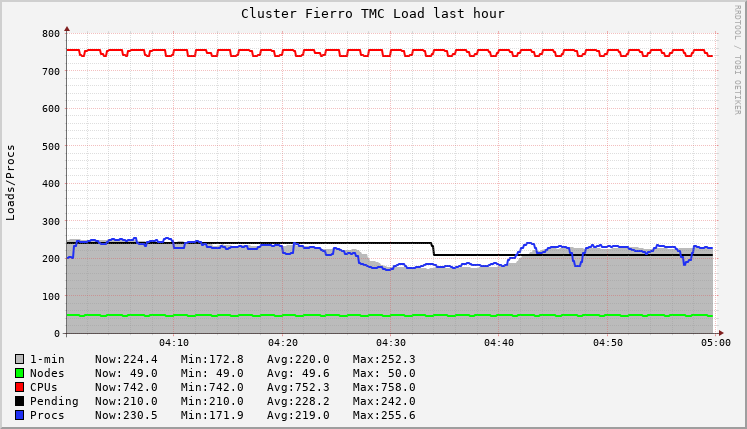 Cluster Fierro TMC Load last hour
RRDTOOL / TOBI OETIKER
Loads/Procs
800
700
600
500
400
300
200
100
0
04:10 04:20 04:30 04:40 04:50 05:00
1-min Now:224.4 Min:172.8 Avg:220.0 Max:252.3
Nodes Now: 49.0 Min: 49.0 Avg: 49.6 Max: 50.0
CPUs Now:742.0 Min:742.0 Avg:752.3 Max:758.0
Pending Now:210.0 Min:210.0 Avg:228.2 Max:242.0
Procs Now:230.5 Min:171.9 Avg:219.0 Max:255.6